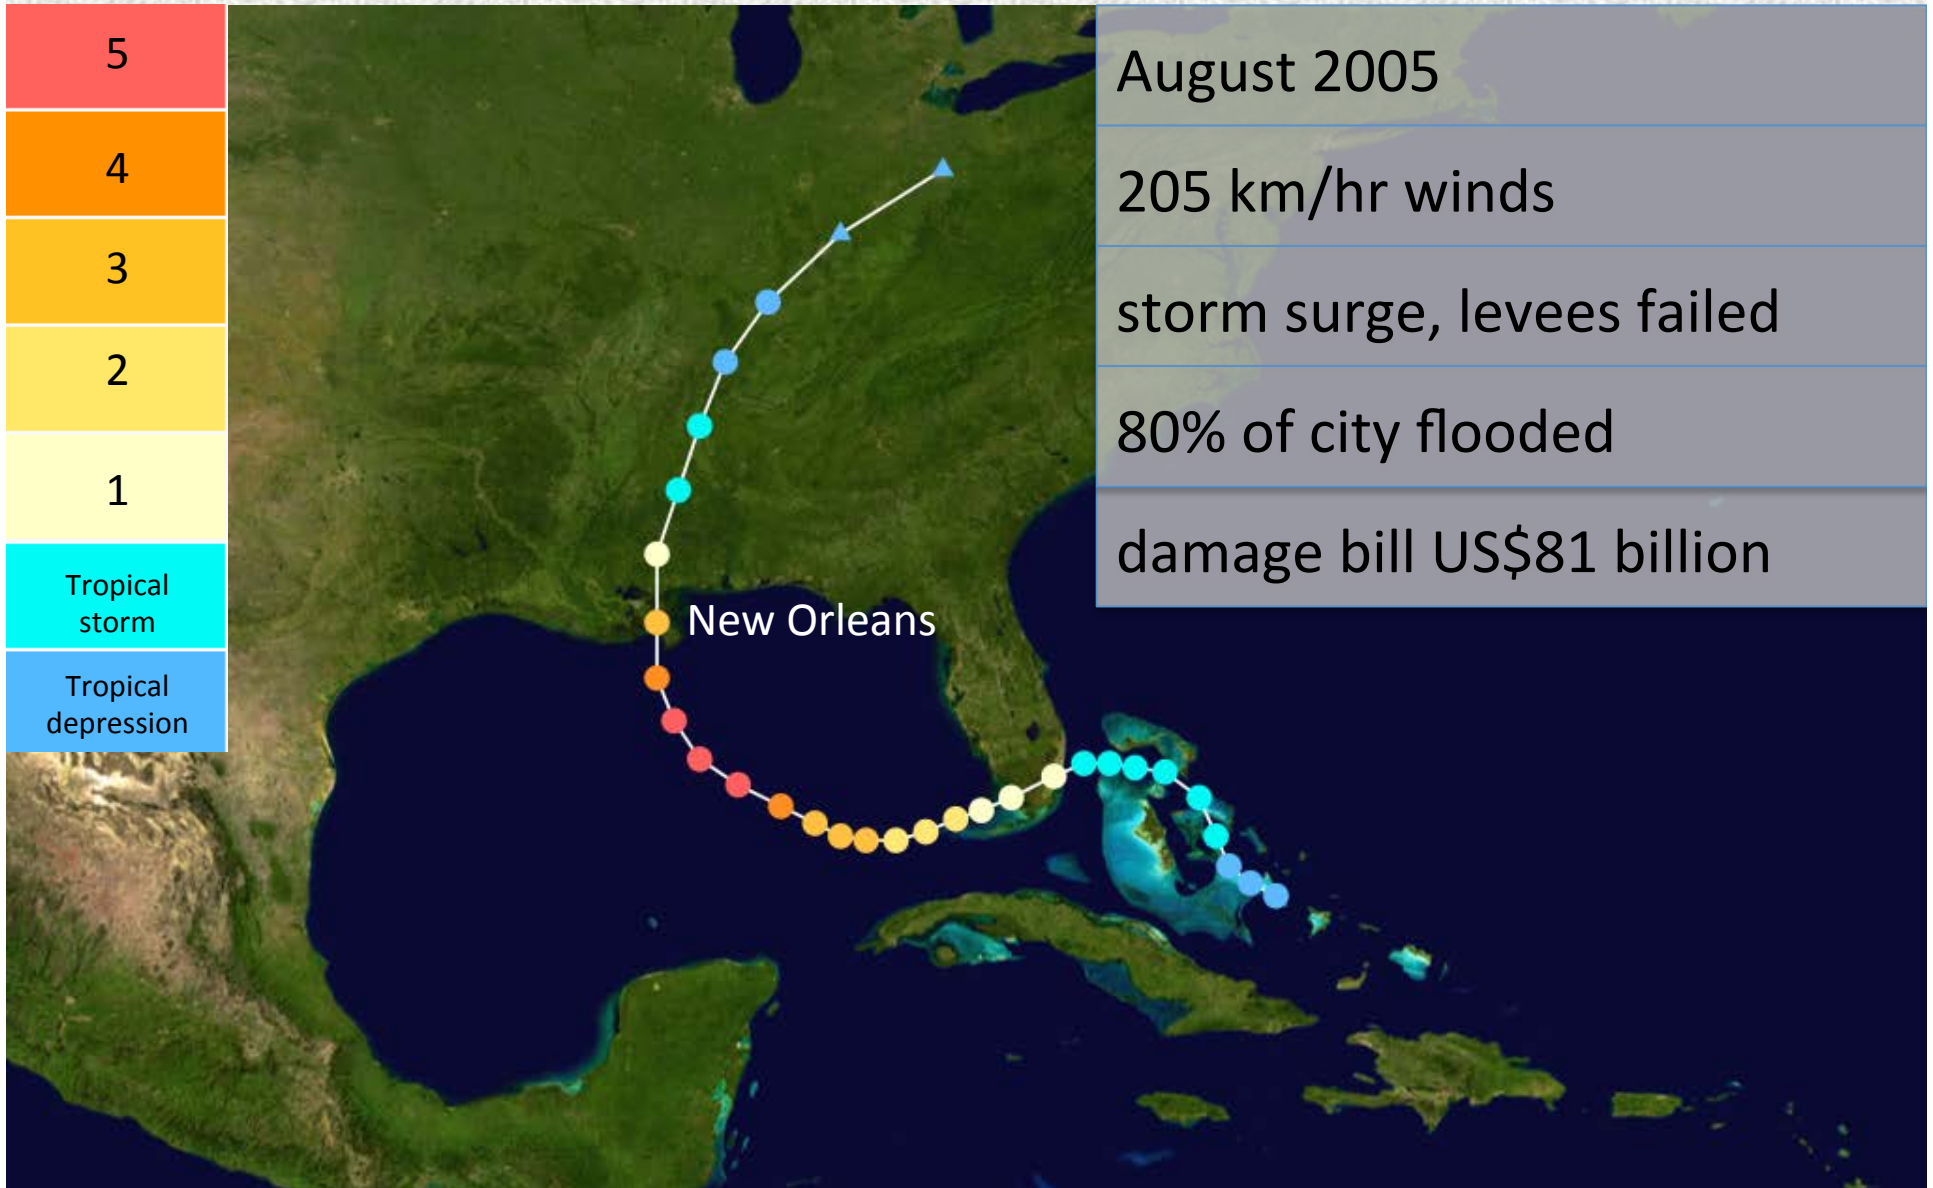 5
4
3
2
1
Tropical
storm
Tropical
depression
New Orleans
August 2005
205 km/hr winds
storm surge, levees failed
80% of city flooded
damage bill US$81 billion